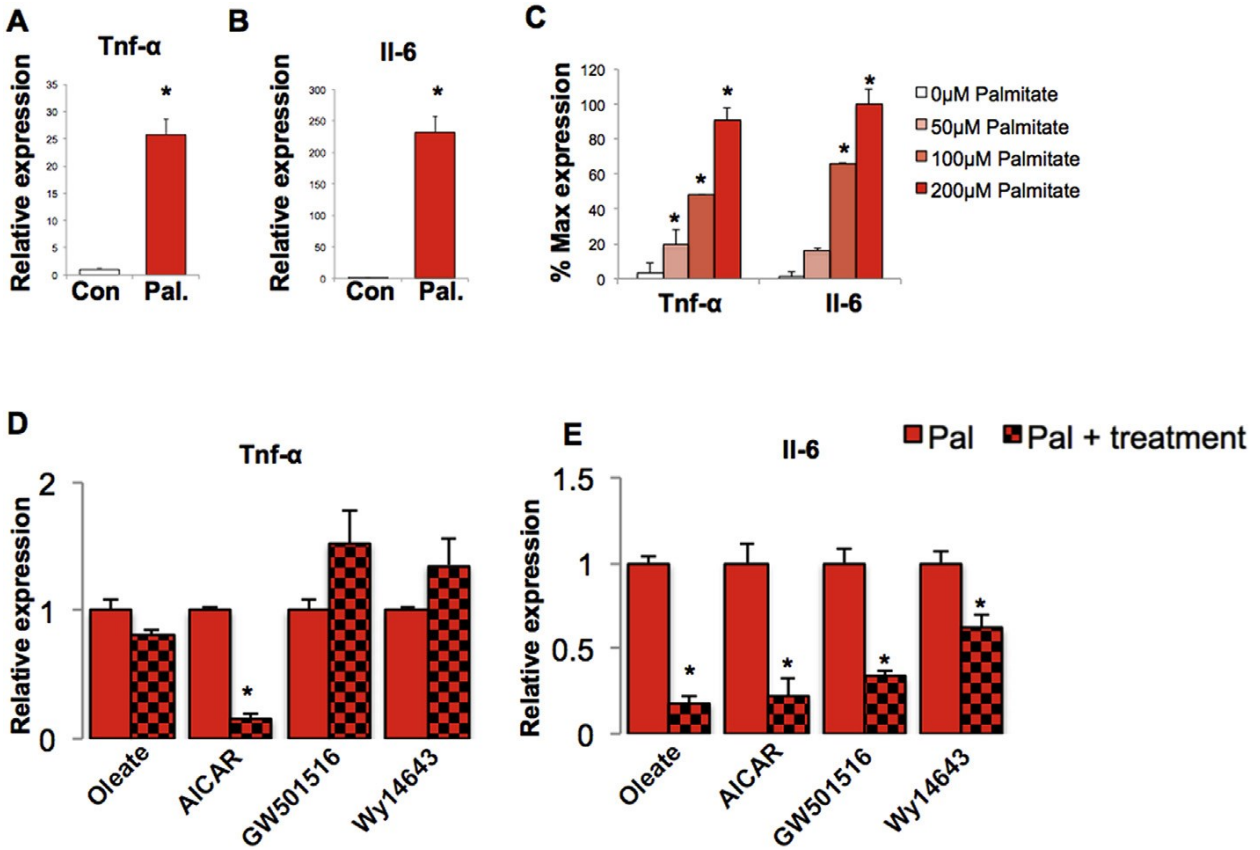 A
Tnf-α
Relative expression
35
30
25
20
15
10
5
0
*
Con Pal.
B
Il-6
Relative expression
300
250
200
150
100
50
0
*
Con Pal.
C
% Max expression
120
100
80
60
40
20
0
* * * * *
Tnf-α Il-6
0µM Palmitate
50µM Palmitate
100µM Palmitate
200µM Palmitate
D
Tnf-α
Relative expression
2
1
0
*
Oleate
AICAR
GW501516
Wy14643
E
Il-6
Pal Pal + treatment
Relative expression
1.5
1
0.5
0
* * * *
Oleate
AICAR
GW501516
Wy14643